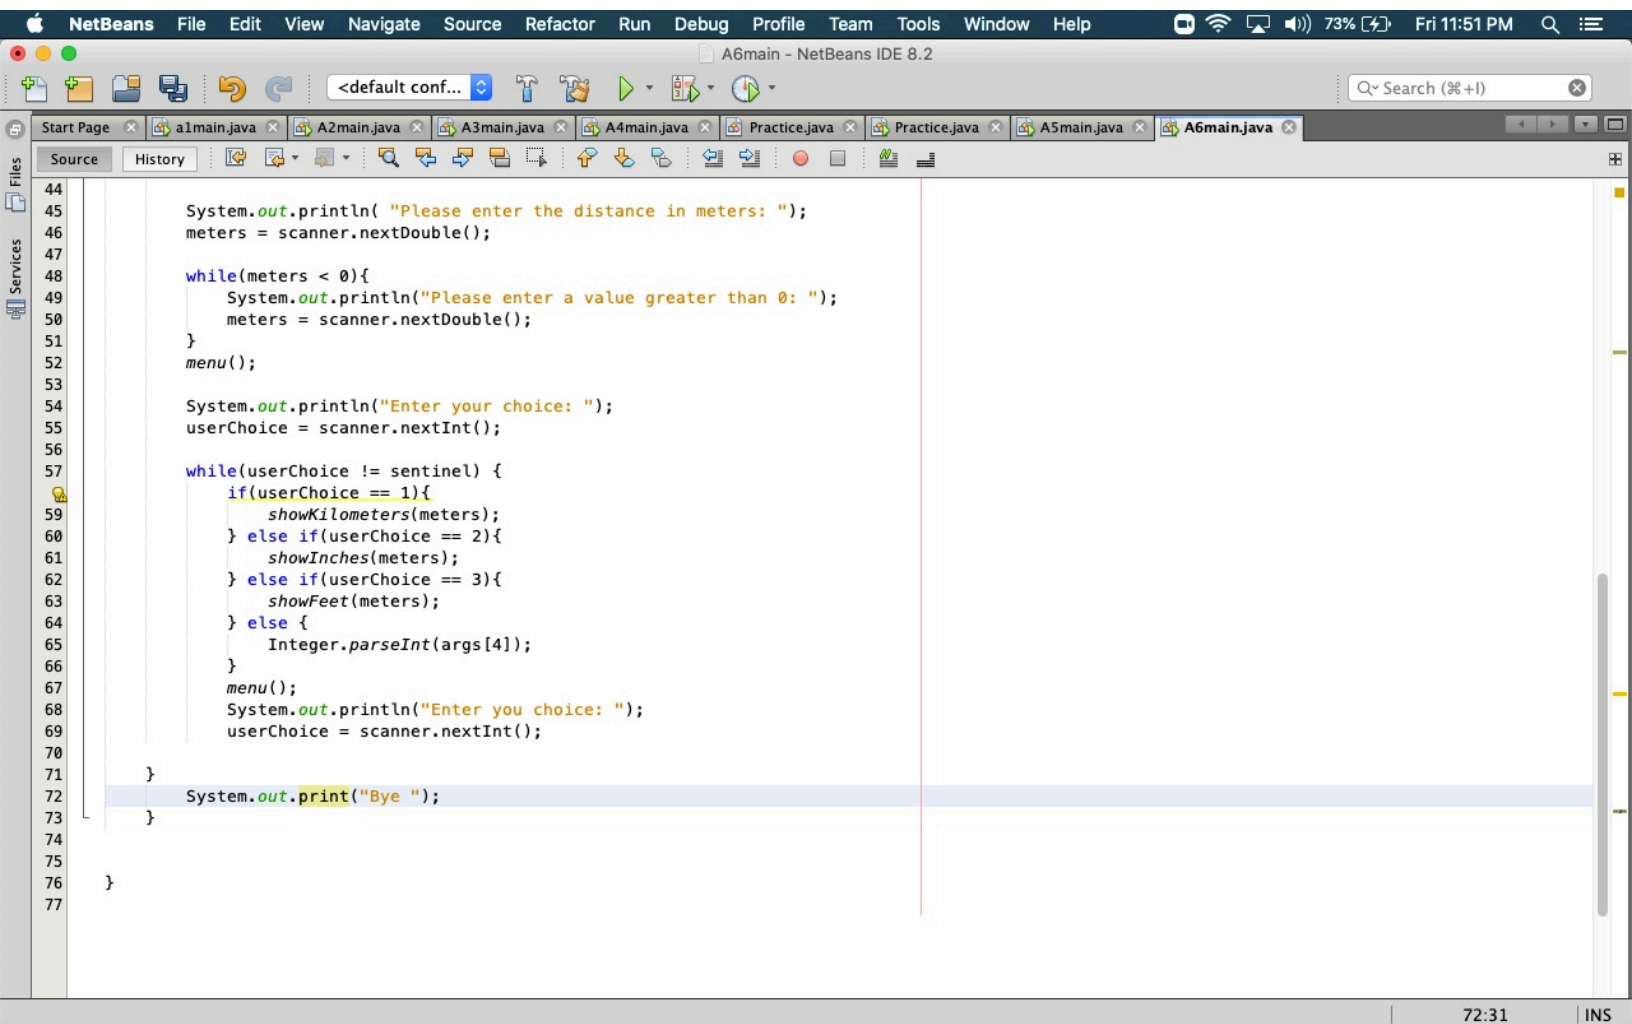 NetBeans File Edit View Navigate Source Refactor Run Debug Profile Team Tools Window Help 73% Fri 11:51 PM
A6main - NetBeans IDE 8.2
<default conf... Search (⌘+I)
Start Page a1main.java A2main.java A3main.java A4main.java Practice.java Practice.java A5main.java A6main.java
Source History
Files
Services
44
45 System.out.println( "Please enter the distance in meters: ");
46 meters = scanner.nextDouble();
47
48 while(meters < 0){
49 System.out.println("Please enter a value greater than 0: ");
50 meters = scanner.nextDouble();
51 }
52 menu();
53
54 System.out.println("Enter your choice: ");
55 userChoice = scanner.nextInt();
56
57 while(userChoice != sentinel) {
if(userChoice == 1){
59 showKilometers(meters);
60 } else if(userChoice == 2){
61 showInches(meters);
62 } else if(userChoice == 3){
63 showFeet(meters);
64 } else {
65 Integer.parseInt(args[4]);
66 }
67 menu();
68 System.out.println("Enter you choice: ");
69 userChoice = scanner.nextInt();
70
71 }
72 System.out.print("Bye ");
73 }
74
75
76 }
77
72:31 INS